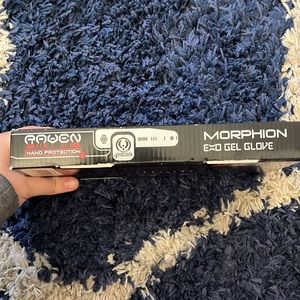 RAVEN
HAND PROTECTION
MORPHION
EXO GEL GLOVE